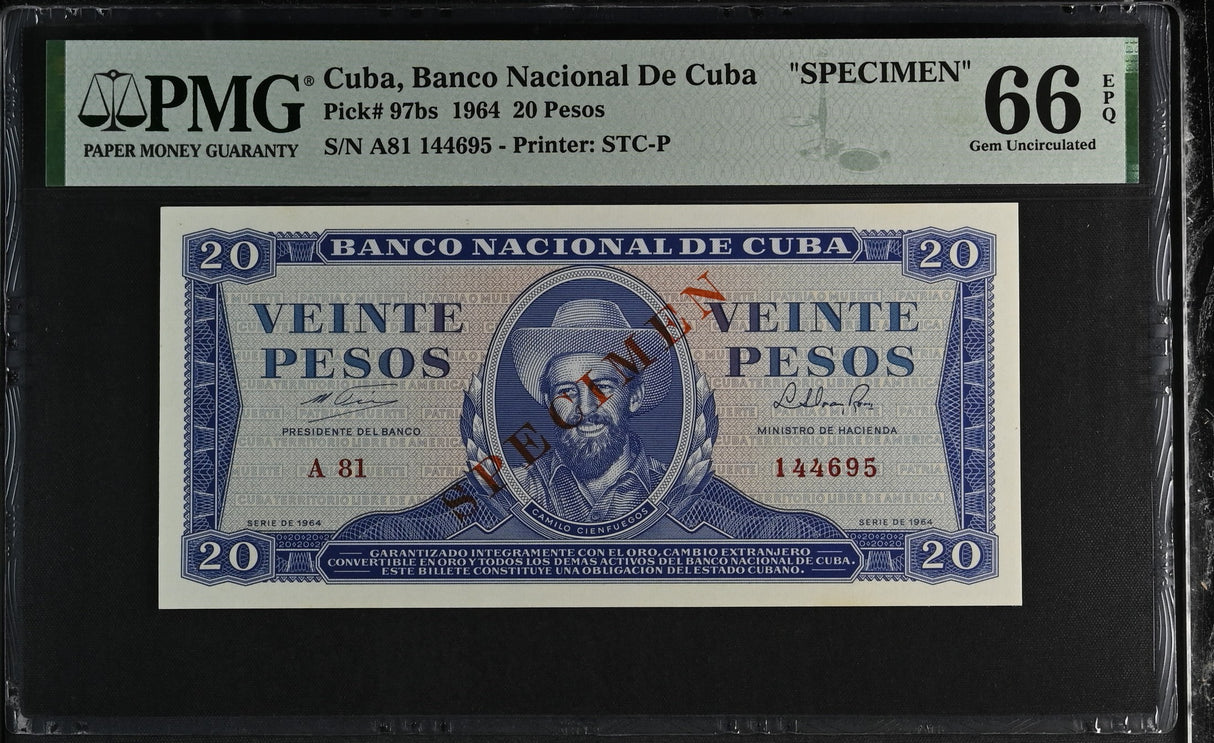 PMG®
PAPER MONEY GUARANTY
Cuba, Banco Nacional De Cuba "SPECIMEN"
Pick# 97bs 1964 20 Pesos
S/N A81 144695 - Printer: STC-P
66 EPQ
Gem Uncirculated
20 BANCO NACIONAL DE CUBA 20
VEINTE PESOS
VEINTE PESOS
SPECIMEN
PRESIDENTE DEL BANCO
MINISTRO DE HACIENDA
A 81
144695
CAMILO CIENFUEGOS
SERIE DE 1964
SERIE DE 1964
20
GARANTIZADO INTEGRAMENTE CON EL ORO, CAMBIO EXTRANJERO
CONVERTIBLE EN ORO Y TODOS LOS DEMAS ACTIVOS DEL BANCO NACIONAL DE CUBA.
ESTE BILLETE CONSTITUYE UNA OBLIGACIÓN DEL ESTADO CUBANO.
20